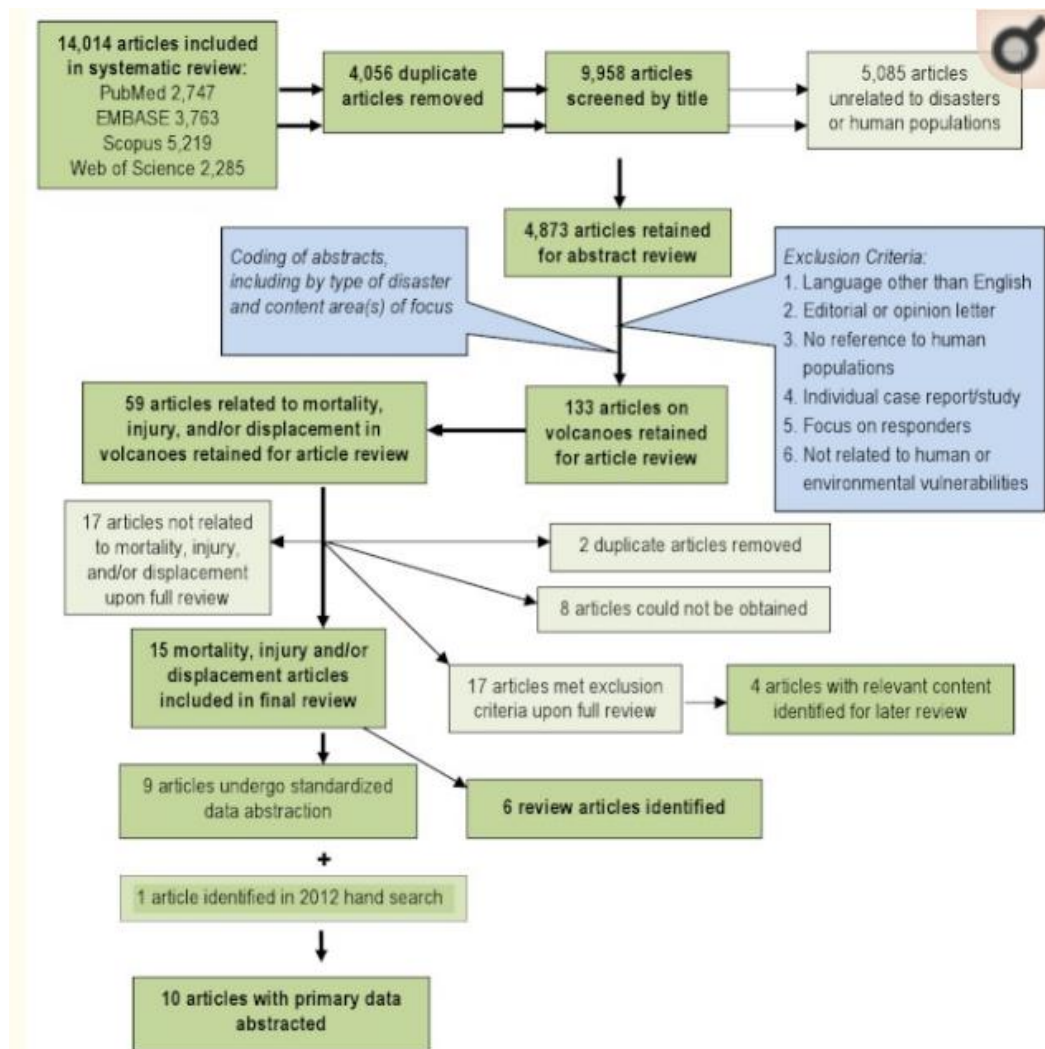 14,014 articles included
in systematic review:
PubMed 2,747
EMBASE 3,763
Scopus 5,219
Web of Science 2,285
4,056 duplicate
articles removed
9,958 articles
screened by title
5,085 articles
unrelated to disasters
or human populations
4,873 articles retained
for abstract review
Coding of abstracts,
including by type of disaster
and content area(s) of focus
Exclusion Criteria:
1. Language other than English
2. Editorial or opinion letter
3. No reference to human
populations
4. Individual case report/study
5. Focus on responders
6. Not related to human or
environmental vulnerabilities
59 articles related to mortality,
injury, and/or displacement in
volcanoes retained for article review
133 articles on
volcanoes retained
for article review
17 articles not related
to mortality, injury,
and/or displacement
upon full review
2 duplicate articles removed
8 articles could not be obtained
15 mortality, injury and/or
displacement articles
included in final review
17 articles met exclusion
criteria upon full review
4 articles with relevant content
identified for later review
9 articles undergo standardized
data abstraction
6 review articles identified
+
1 article identified in 2012 hand search
10 articles with primary data
abstracted